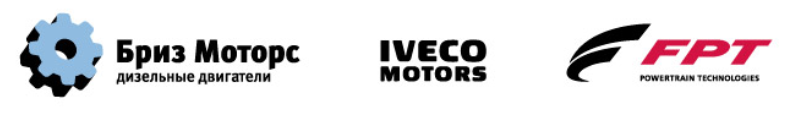 Бриз Моторс
дизельные двигатели
IVECO
MOTORS
FPT
POWERTRAIN TECHNOLOGIES